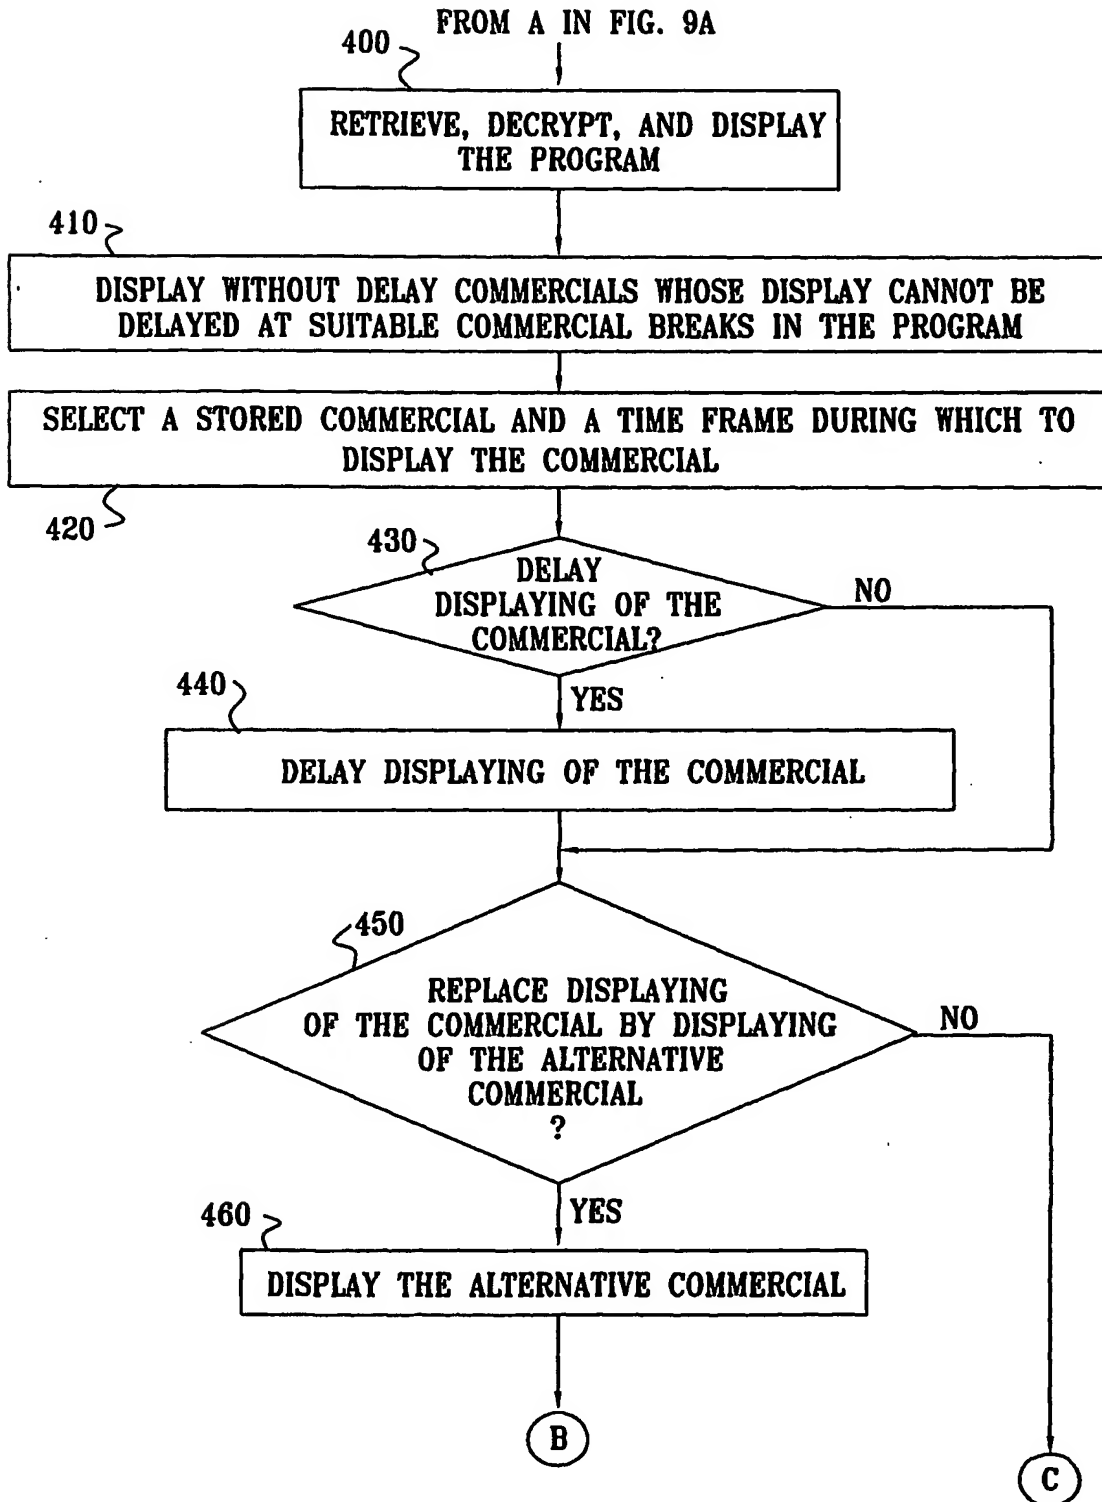 FROM A IN FIG. 9A
400
RETRIEVE, DECRYPT, AND DISPLAY
THE PROGRAM
410
DISPLAY WITHOUT DELAY COMMERCIALS WHOSE DISPLAY CANNOT BE
DELAYED AT SUITABLE COMMERCIAL BREAKS IN THE PROGRAM
SELECT A STORED COMMERCIAL AND A TIME FRAME DURING WHICH TO
DISPLAY THE COMMERCIAL
420
430
DELAY
DISPLAYING OF THE
COMMERCIAL?
NO
YES
440
DELAY DISPLAYING OF THE COMMERCIAL
450
REPLACE DISPLAYING
OF THE COMMERCIAL BY DISPLAYING
OF THE ALTERNATIVE
COMMERCIAL
?
NO
YES
460
DISPLAY THE ALTERNATIVE COMMERCIAL
B
C